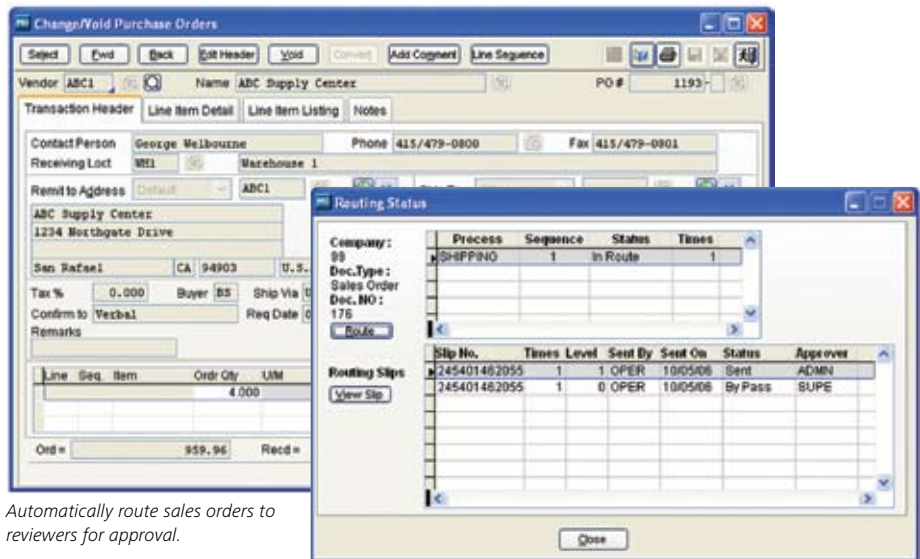 Change/Void Purchase Orders
Select Fwd Back Edit Header Void Convert Add Comment Line Sequence
Vendor ABC1 Name ABC Supply Center PO # 1193-
Transaction Header Line Item Detail Line Item Listing Notes
Contact Person George Welbourne Phone 415/479-0800 Fax 415/479-0801
Receiving Loct WH1 Warehouse 1
Remit to Address Default ABC1
ABC Supply Center
1234 Northgate Drive
San Rafael CA 94903 U.S.
Tax % 0.000 Buyer BS Ship Via
Confirm to Verbal Req Date
Remarks
Line Seq. Item Ordr Qty U/M
4.000
Ord = 959.96 Recd =
Routing Status
Company:
99
Doc.Type:
Sales Order
Doc. NO:
176
Route
Process Sequence Status Times
SHIPPING 1 In Route 1
Routing Slips
View Slip
Slip No. Times Level Sent By Sent On Status Approver
245401462055 1 1 OPER 10/05/06 Sent ADMN
245401462055 1 0 OPER 10/05/06 By Pass SUPE
Close
Automatically route sales orders to
reviewers for approval.